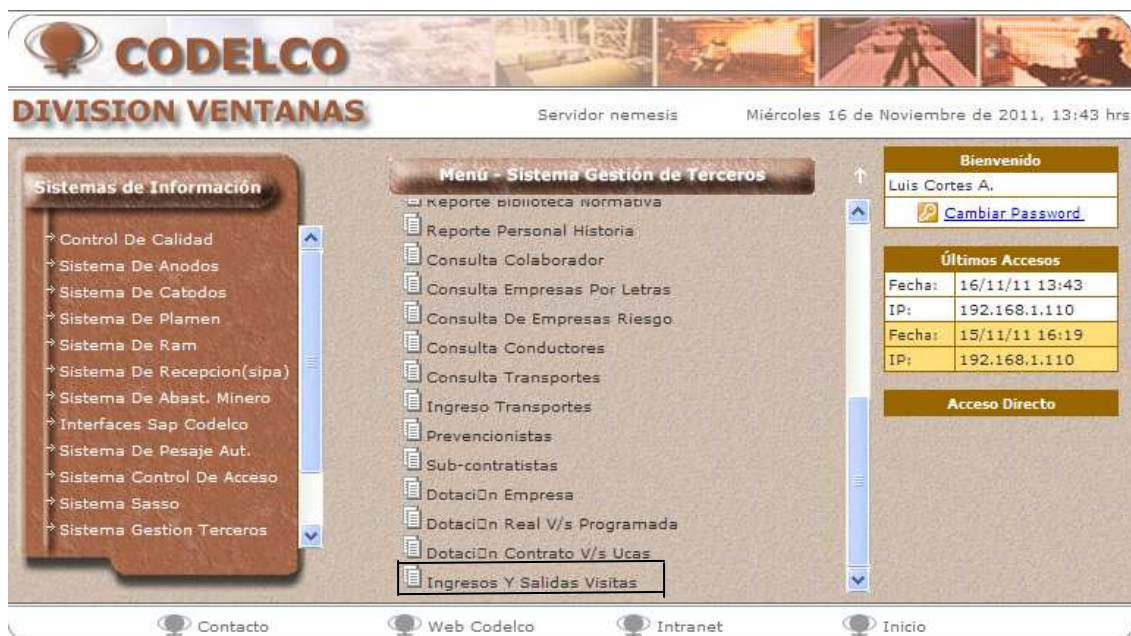 CODELCO
DIVISION VENTANAS
Servidor nemesis
Miércoles 16 de Noviembre de 2011, 13:43 hrs
Sistemas de Información
Control De Calidad
Sistema De Anodos
Sistema De Catodos
Sistema De Plamen
Sistema De Ram
Sistema De Recepcion(sipa)
Sistema De Abast. Minero
Interfaces Sap Codelco
Sistema De Pesaje Aut.
Sistema Control De Acceso
Sistema Sasso
Sistema Gestion Terceros
Menú - Sistema Gestión de Terceros
Reporte Biblioteca Normativa
Reporte Personal Historia
Consulta Colaborador
Consulta Empresas Por Letras
Consulta De Empresas Riesgo
Consulta Conductores
Consulta Transportes
Ingreso Transportes
Prevencionistas
Sub-contratistas
Dotaci□n Empresa
Dotaci□n Real V/s Programada
Dotaci□n Contrato V/s Ucas
Ingresos Y Salidas Visitas
Bienvenido
Luis Cortes A.
Cambiar Password
Últimos Accesos
Fecha: 16/11/11 13:43
IP: 192.168.1.110
Fecha: 15/11/11 16:19
IP: 192.168.1.110
Acceso Directo
Contacto
Web Codelco
Intranet
Inicio